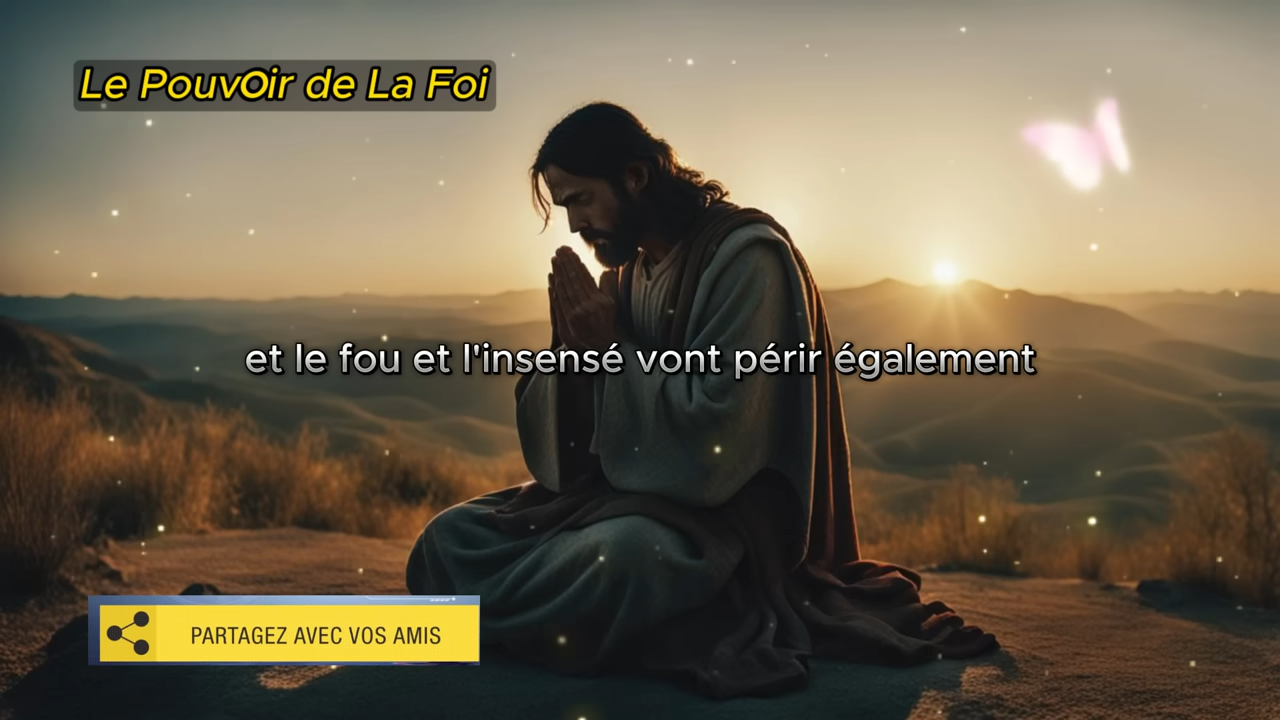 Le Pouvoir de La Foi
et le fou et l'insensé vont périr également
PARTAGEZ AVEC VOS AMIS